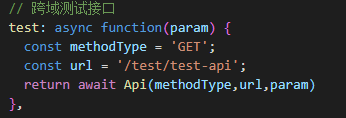 // 跨域测试接口
test: async function(param) {
  const methodType = 'GET';
  const url = '/test/test-api';
  return await Api(methodType,url,param)
},